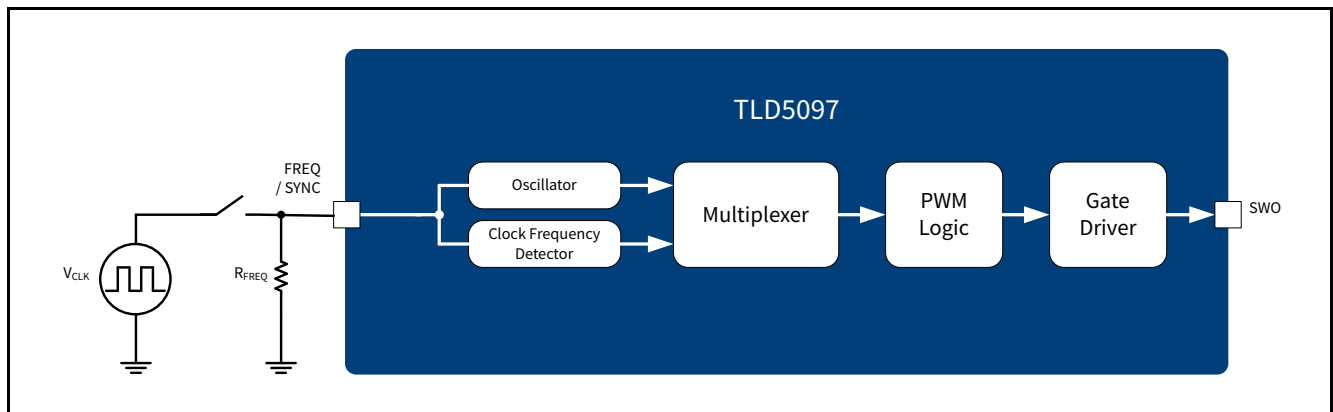 TLD5097
FREQ
/ SYNC
Oscillator
Clock Frequency
Detector
Multiplexer
PWM
Logic
Gate
Driver
SWO
VCLK
RFREQ